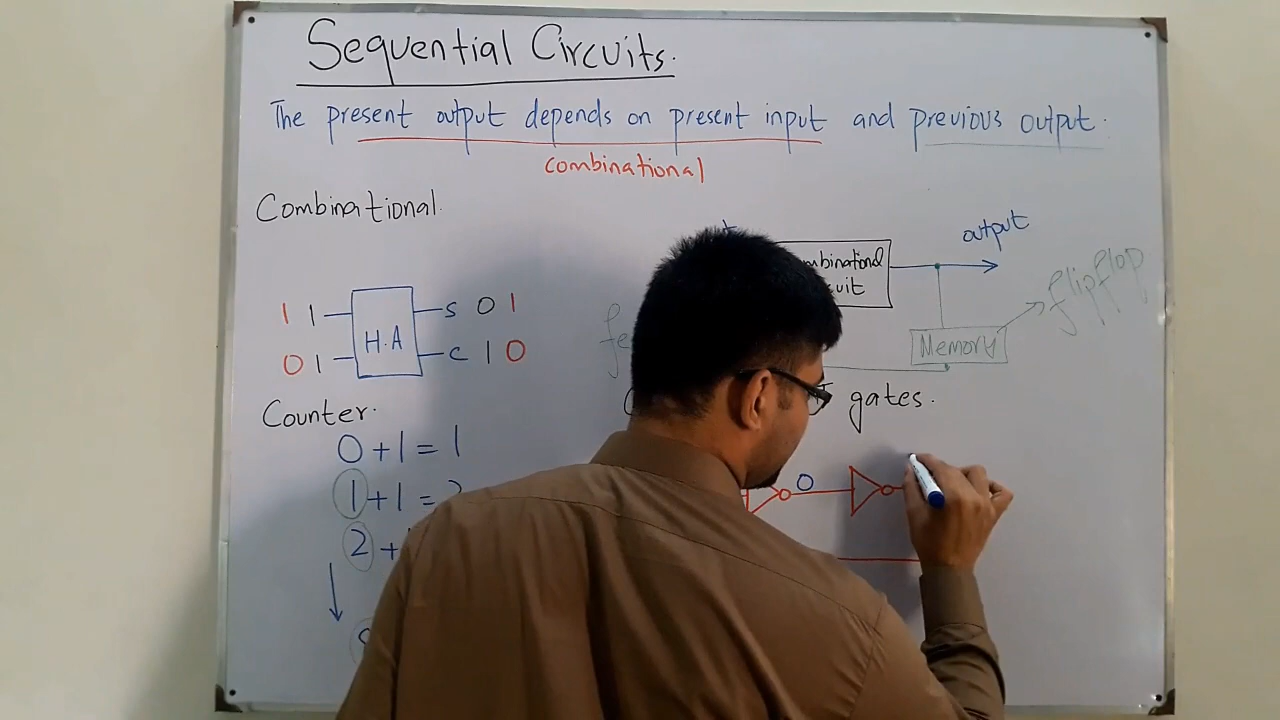 Sequential Circuits.
The present output depends on present input and previous output.
combinational
Combinational.
output
flipflop
Memory
1 1 H.A S 0 1
0 1 C 1 0
Counter.
gates.
0+1=1
1+1=
0
2+